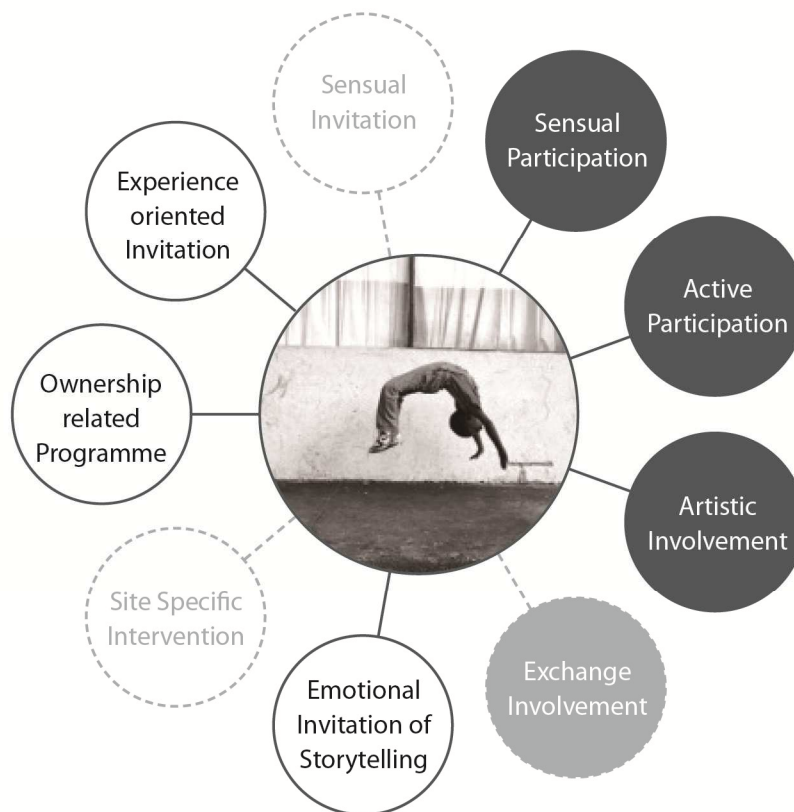 Sensual
Invitation
Sensual
Participation
Experience
oriented
Invitation
Active
Participation
Ownership
related
Programme
Artistic
Involvement
Site Specific
Intervention
Exchange
Involvement
Emotional
Invitation of
Storytelling